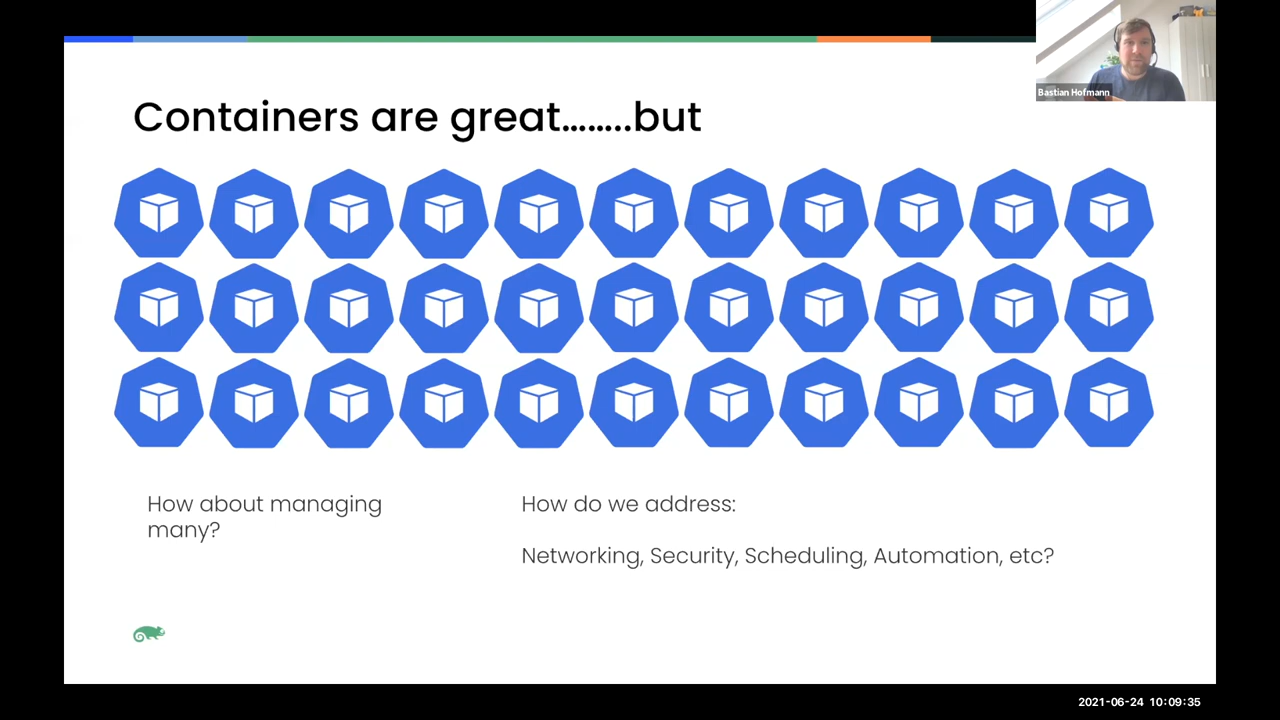 Bastian Hofmann
Containers are great........but
How about managing
many?
How do we address:
Networking, Security, Scheduling, Automation, etc?
2021-06-24 10:09:35